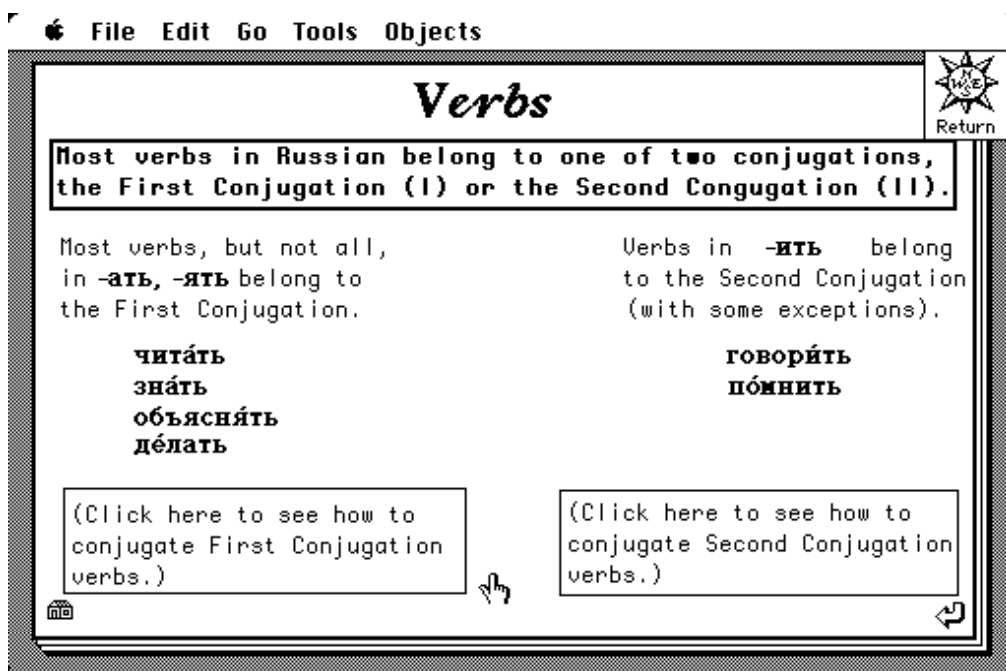 File Edit Go Tools Objects
Verbs
N
W E
S
Return
Most verbs in Russian belong to one of two conjugations,
the First Conjugation (I) or the Second Congugation (II).
Most verbs, but not all,
in -ать, -ять belong to
the First Conjugation.
чита́ть
зна́ть
объясня́ть
де́лать
Verbs in -ить belong
to the Second Conjugation
(with some exceptions).
говори́ть
по́мнить
(Click here to see how to
conjugate First Conjugation
verbs.)
(Click here to see how to
conjugate Second Conjugation
verbs.)